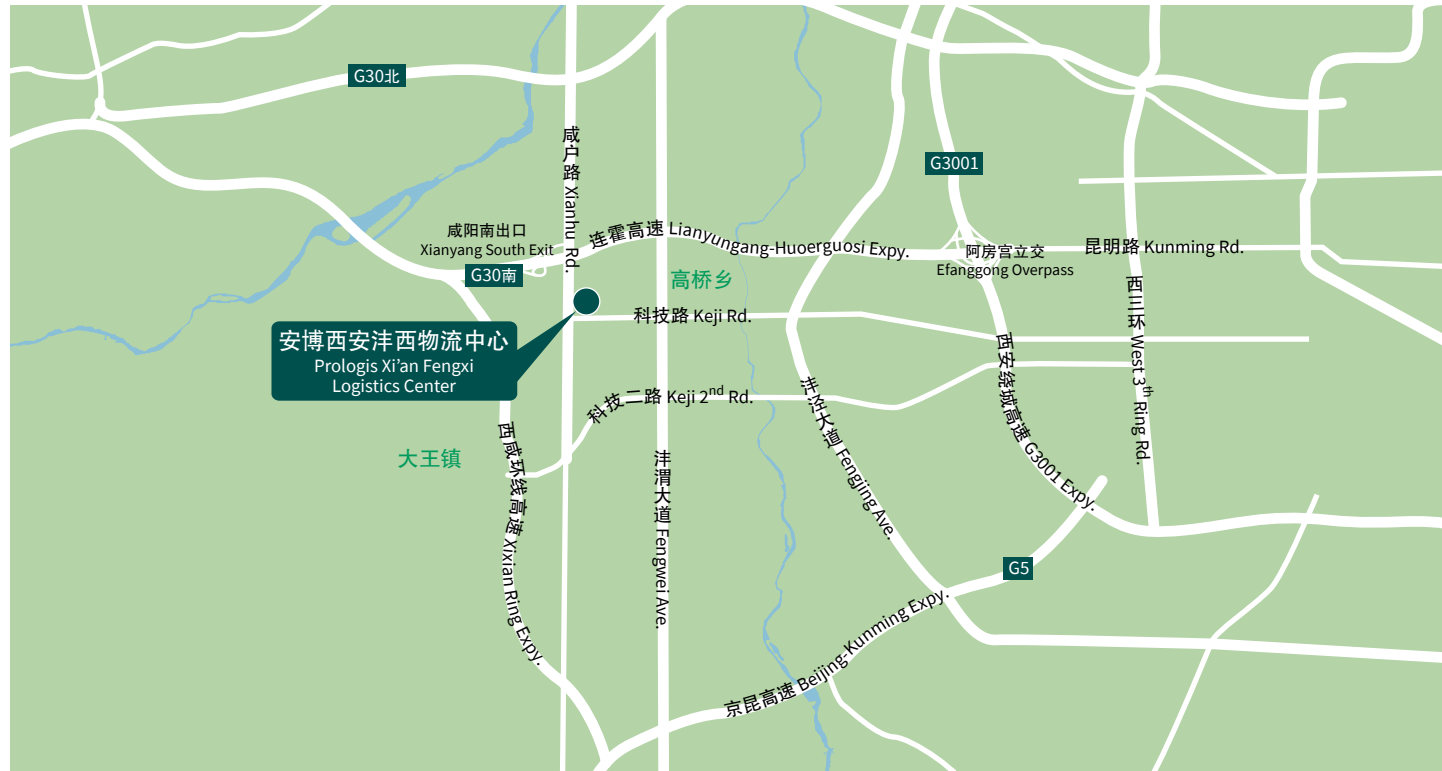 G30北
咸户路 Xianhu Rd.
G3001
咸阳南出口
Xianyang South Exit
连霍高速 Lianyungang-Huoerguosi Expy.
阿房宫立交
Efanggong Overpass
昆明路 Kunming Rd.
G30南
高桥乡
西三环 West 3th Ring Rd.
科技路 Keji Rd.
安博西安沣西物流中心
Prologis Xi'an Fengxi
Logistics Center
西安绕城高速 G3001 Expy.
科技二路 Keji 2nd Rd.
沣泾大道 Fengjing Ave.
大王镇
西咸环线高速 Xixian Ring Expy.
沣渭大道 Fengwei Ave.
G5
京昆高速 Beijing-Kunming Expy.